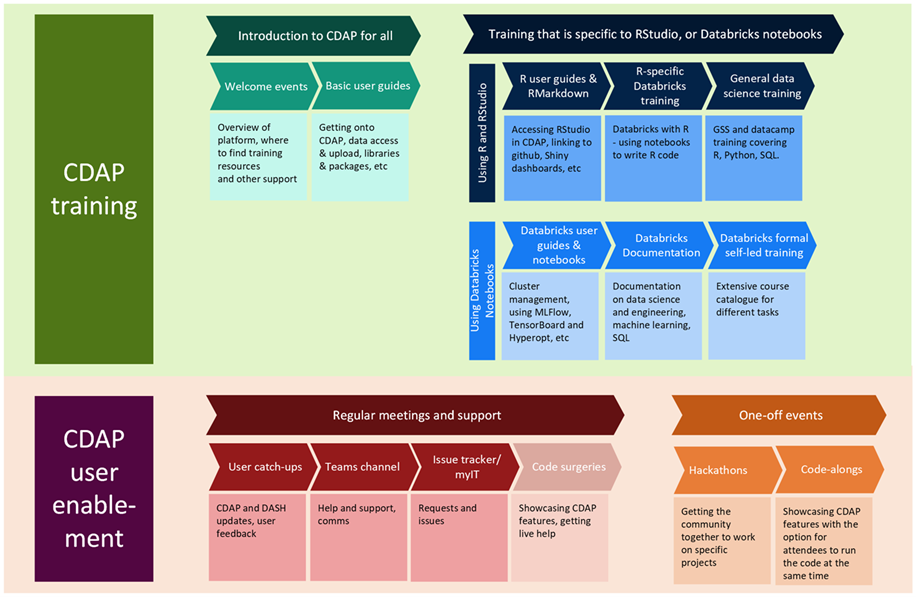 CDAP
training
Introduction to CDAP for all
Welcome events
Overview of
platform, where
to find training
resources
and other support
Basic user guides
Getting onto
CDAP, data access
& upload, libraries
& packages, etc
Training that is specific to RStudio, or Databricks notebooks
Using R and RStudio
R user guides &
RMarkdown
Accessing RStudio
in CDAP, linking to
github, Shiny
dashboards, etc
R-specific
Databricks
training
Databricks with R
- using notebooks
to write R code
General data
science training
GSS and datacamp
training covering
R, Python, SQL.
Using Databricks
Notebooks
Databricks user
guides &
notebooks
Cluster
management,
using MLFlow,
TensorBoard and
Hyperopt, etc
Databricks
Documentation
Documentation
on data science
and engineering,
machine learning,
SQL
Databricks formal
self-led training
Extensive course
catalogue for
different tasks
CDAP
user
enable-
ment
Regular meetings and support
User catch-ups
CDAP and DASH
updates, user
feedback
Teams channel
Help and support,
comms
Issue tracker/
myIT
Requests and
issues
Code surgeries
Showcasing CDAP
features, getting
live help
One-off events
Hackathons
Getting the
community
together to work
on specific
projects
Code-alongs
Showcasing CDAP
features with the
option for
attendees to run
the code at the
same time